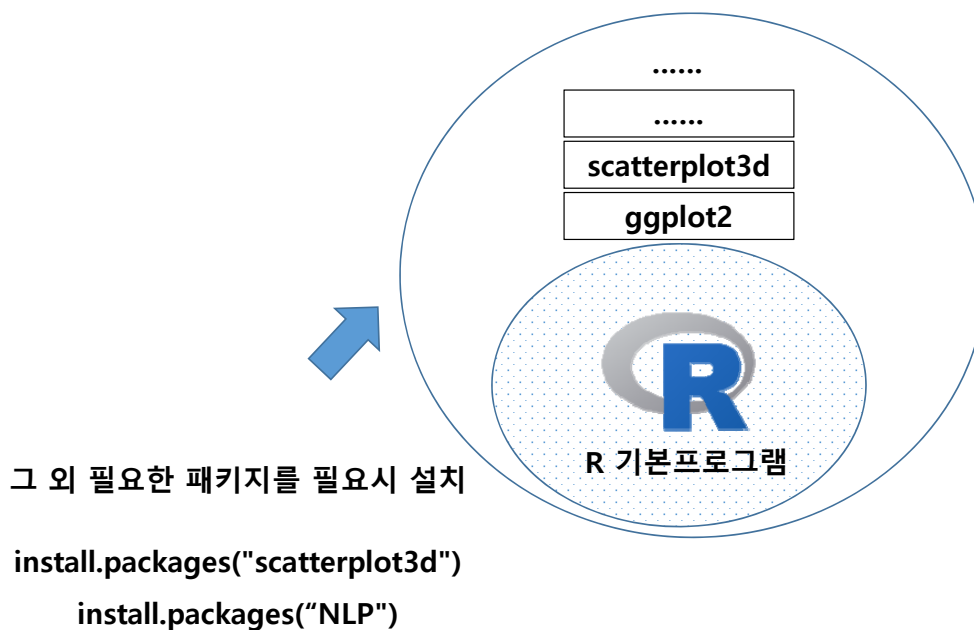 ......
......
scatterplot3d
ggplot2
R
R 기본프로그램
그 외 필요한 패키지를 필요시 설치
install.packages("scatterplot3d")
install.packages(“NLP")